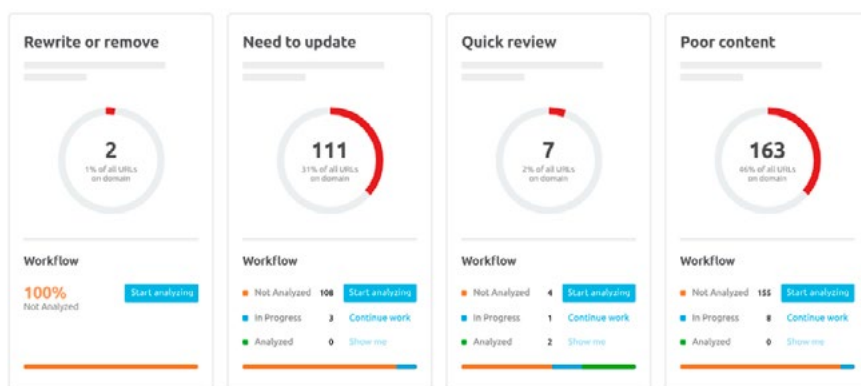 Rewrite or remove
2
1% of all URLs
on domain
Workflow
100%
Not Analyzed
Start analyzing
Need to update
111
31% of all URLs
on domain
Workflow
Not Analyzed 108 Start analyzing
In Progress 3 Continue work
Analyzed 0 Show me
Quick review
7
2% of all URLs
on domain
Workflow
Not Analyzed 4 Start analyzing
In Progress 1 Continue work
Analyzed 2 Show me
Poor content
163
66% of all URLs
on domain
Workflow
Not Analyzed 155 Start analyzing
In Progress 8 Continue work
Analyzed 0 Show me